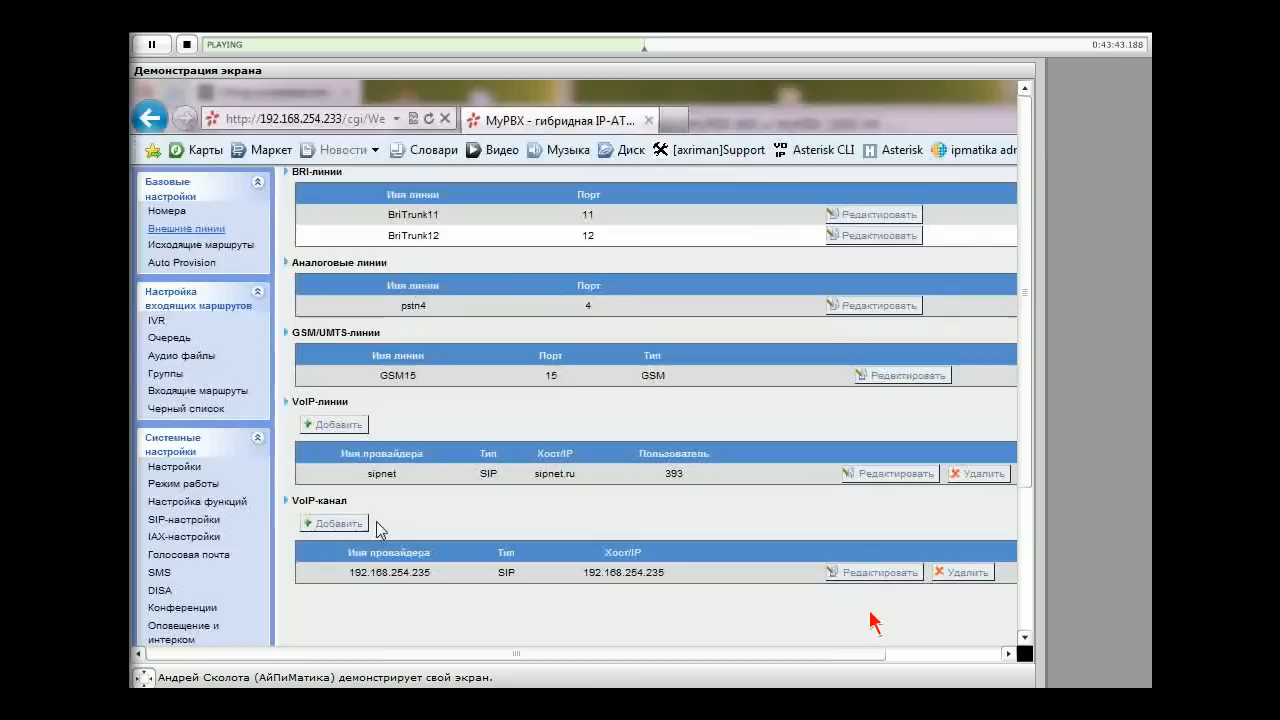 PLAYING
0:43:43.188
Демонстрация экрана
http://192.168.254.233/cgi/We
MyPBX - гибридная IP-АТ...
Карты Маркет Новости Словари Видео Музыка Диск [axriman]Support Asterisk CLI Asterisk ipmatika adr
Базовые
настройки
Номера
Внешние линии
Исходящие маршруты
Auto Provision
Настройка
входящих маршрутов
IVR
Очередь
Аудио файлы
Группы
Входящие маршруты
Черный список
Системные
настройки
Настройки
Режим работы
Настройка функций
SIP-настройки
IAX-настройки
Голосовая почта
SMS
DISA
Конференции
Оповещение и
интерком
BRI-линии
Имя линии Порт
BriTrunk11 11 Редактировать
BriTrunk12 12 Редактировать
Аналоговые линии
Имя линии Порт
pstn4 4 Редактировать
GSM/UMTS-линии
Имя линии Порт Тип
GSM15 15 GSM Редактировать
VoIP-линии
Добавить
Имя провайдера Тип Хост/IP Пользователь
sipnet SIP sipnet.ru 393 Редактировать Удалить
VoIP-канал
Добавить
Имя провайдера Тип Хост/IP
192.168.254.235 SIP 192.168.254.235 Редактировать Удалить
Андрей Сколота (АйПиМатика) демонстрирует свой экран.